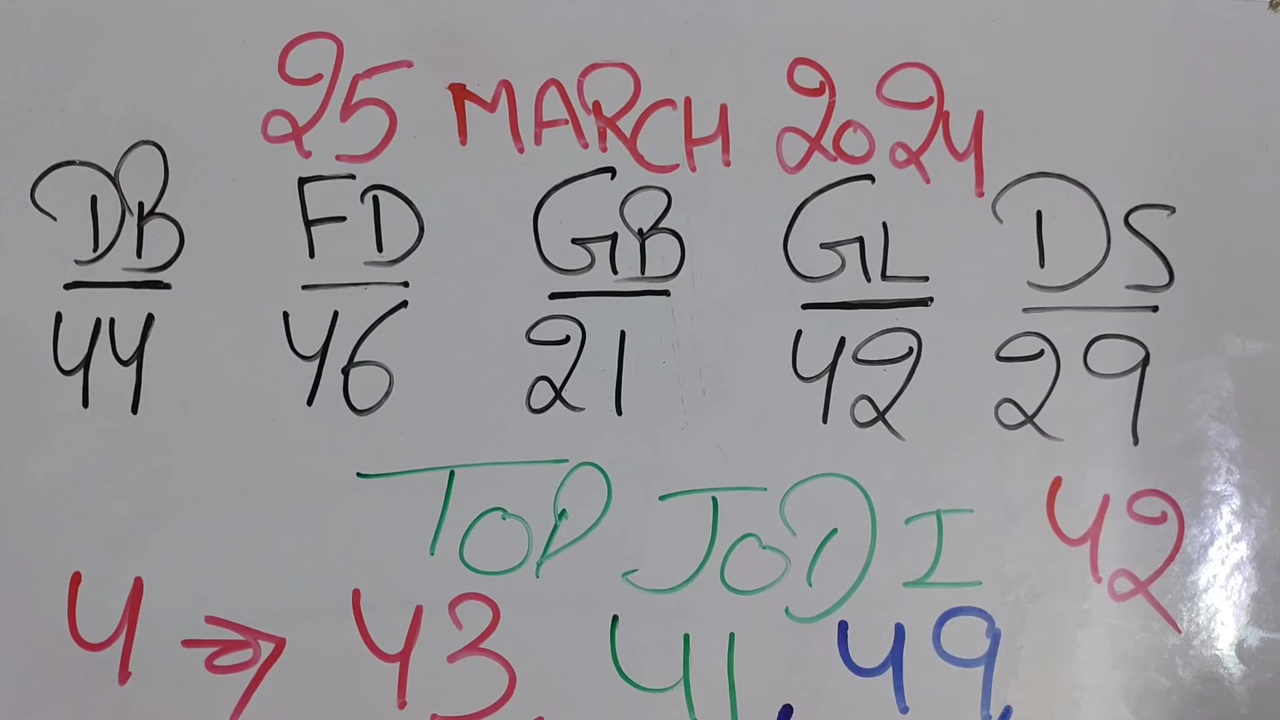 25 MARCH 2024
DB FD GB GL DS
44 46 21 42 29
TOP JODI 42
4 ⇒ 43, 41, 49,